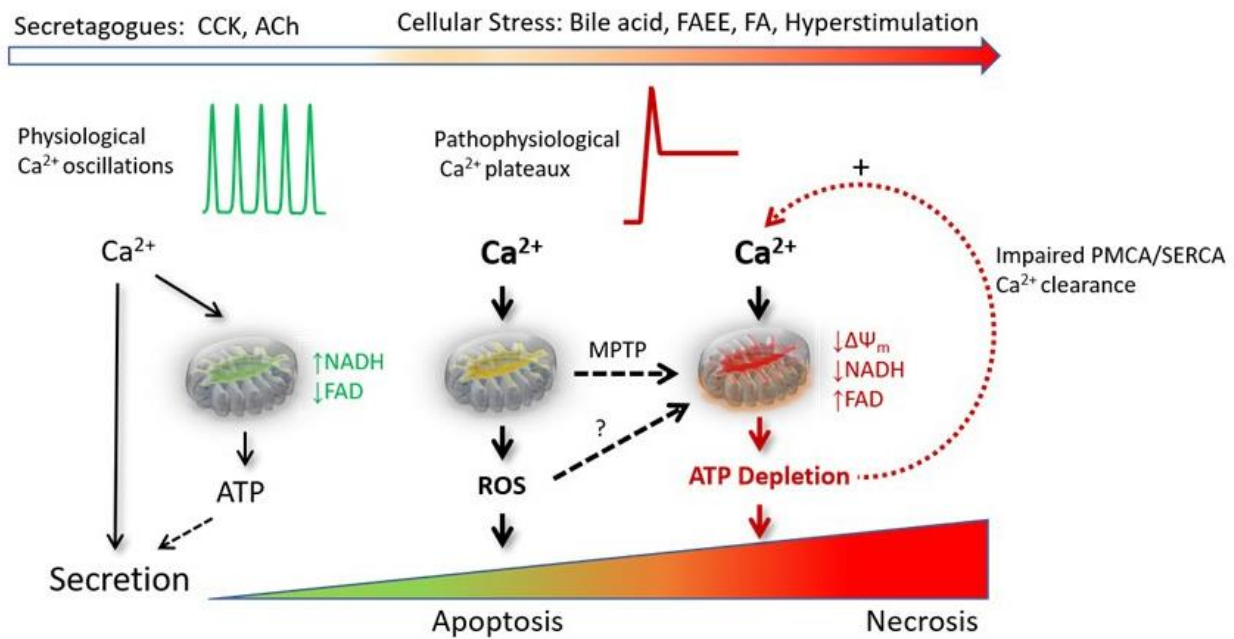 Secretagogues: CCK, ACh
Cellular Stress: Bile acid, FAEE, FA, Hyperstimulation
Physiological
Ca²⁺ oscillations
Pathophysiological
Ca²⁺ plateaux
+
Ca²⁺
Ca²⁺
Ca²⁺
Impaired PMCA/SERCA
Ca²⁺ clearance
↑NADH
↓FAD
MPTP
↓ΔΨₘ
↓NADH
↑FAD
?
ATP
ROS
ATP Depletion
Secretion
Apoptosis
Necrosis